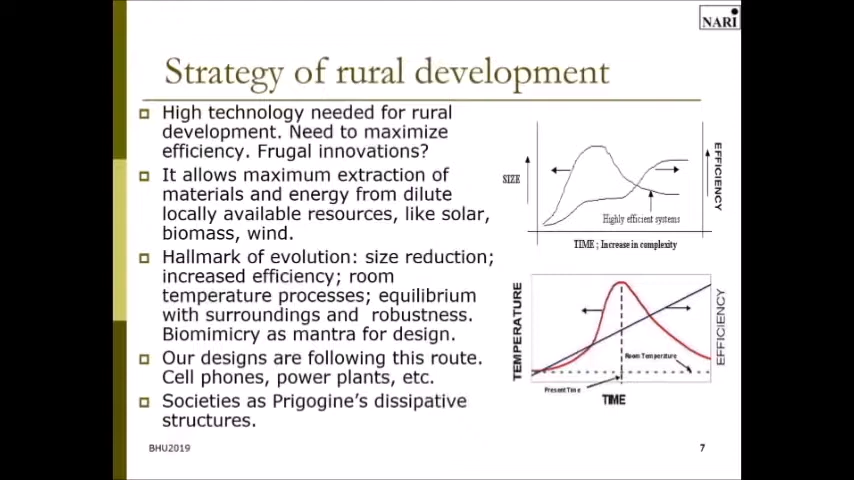 NARI
Strategy of rural development
High technology needed for rural
development. Need to maximize
efficiency. Frugal innovations?
It allows maximum extraction of
materials and energy from dilute
locally available resources, like solar,
biomass, wind.
Hallmark of evolution: size reduction;
increased efficiency; room
temperature processes; equilibrium
with surroundings and robustness.
Biomimicry as mantra for design.
Our designs are following this route.
Cell phones, power plants, etc.
Societies as Prigogine's dissipative
structures.
SIZE
EFFICIENCY
Highly efficient systems
TIME ; Increase in complexity
TEMPERATURE
EFFICIENCY
Room Temperature
Present Time
TIME
BHU2019
7